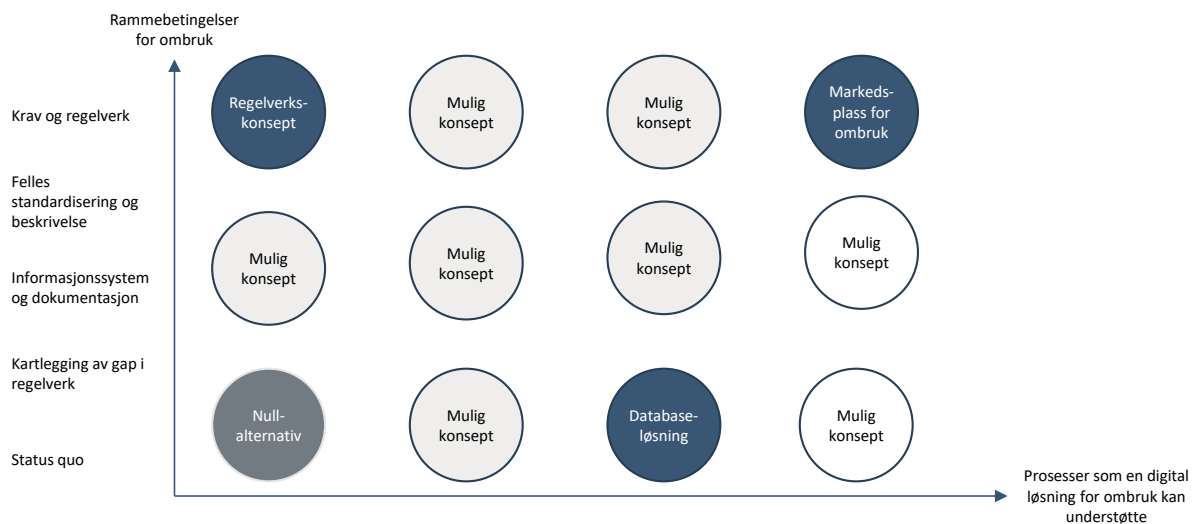 Rammebetingelser
for ombruk
Krav og regelverk
Regelverks-
konsept
Mulig
konsept
Mulig
konsept
Markeds-
plass for
ombruk
Felles
standardisering og
beskrivelse
Informasjonssystem
og dokumentasjon
Mulig
konsept
Mulig
konsept
Mulig
konsept
Mulig
konsept
Kartlegging av gap i
regelverk
Status quo
Null-
alternativ
Mulig
konsept
Database-
løsning
Mulig
konsept
Prosesser som en digital
løsning for ombruk kan
understøtte